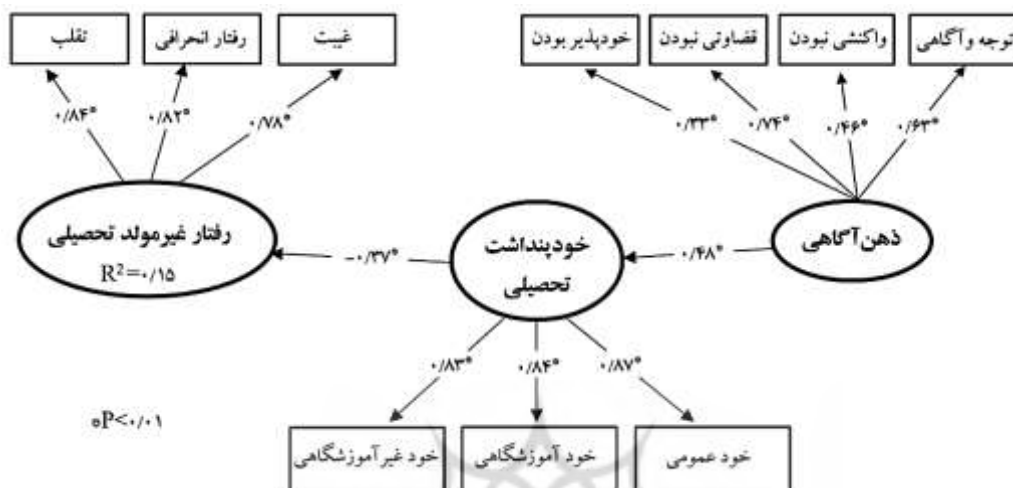 توجه و آگاهی
واکنشی نبودن
قضاوتی نبودن
خودپذیر بودن
غیبت
رفتار انحرافی
تقلب
۰/۶۳*
۰/۴۶*
۰/۷۴*
۰/۳۳*
۰/۷۸*
۰/۸۲*
۰/۸۴*
ذهن‌آگاهی
۰/۴۸*
خودپنداشت
تحصیلی
-۰/۳۷*
رفتار غیرمولد تحصیلی
R²=۰/۱۵
۰/۸۷*
۰/۸۴*
۰/۸۳*
*P<۰/۰۱
خود عمومی
خود آموزشگاهی
خود غیرآموزشگاهی